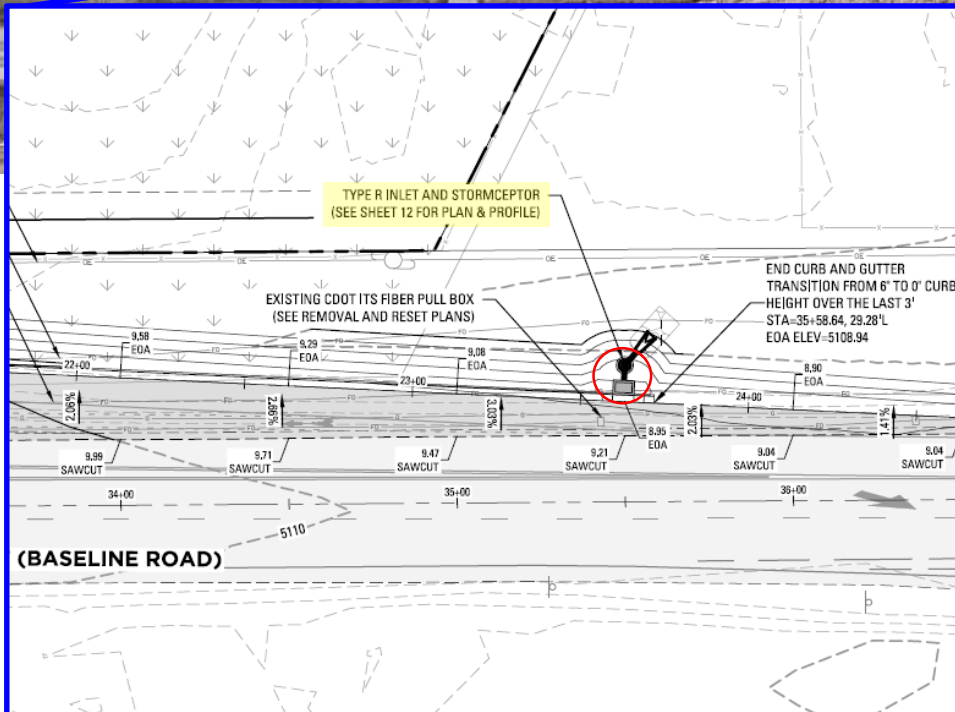 TYPE R INLET AND STORMCEPTOR
(SEE SHEET 12 FOR PLAN & PROFILE)
OE
OE
OE
OE
END CURB AND GUTTER
TRANSITION FROM 6" TO 0" CURB
HEIGHT OVER THE LAST 3'
STA=35+58.64, 29.28'L
EOA ELEV=5108.94
EXISTING CDOT ITS FIBER PULL BOX
(SEE REMOVAL AND RESET PLANS)
FO
FO
9.58
EOA
9.29
EOA
9.08
EOA
8.90
EOA
22+00
23+00
24+00
2.06%
2.86%
3.03%
2.03%
1.41%
8.95
EOA
9.99
SAWCUT
9.71
SAWCUT
9.47
SAWCUT
9.21
SAWCUT
9.04
SAWCUT
9.04
SAWCUT
34+00
35+00
36+00
5110
(BASELINE ROAD)